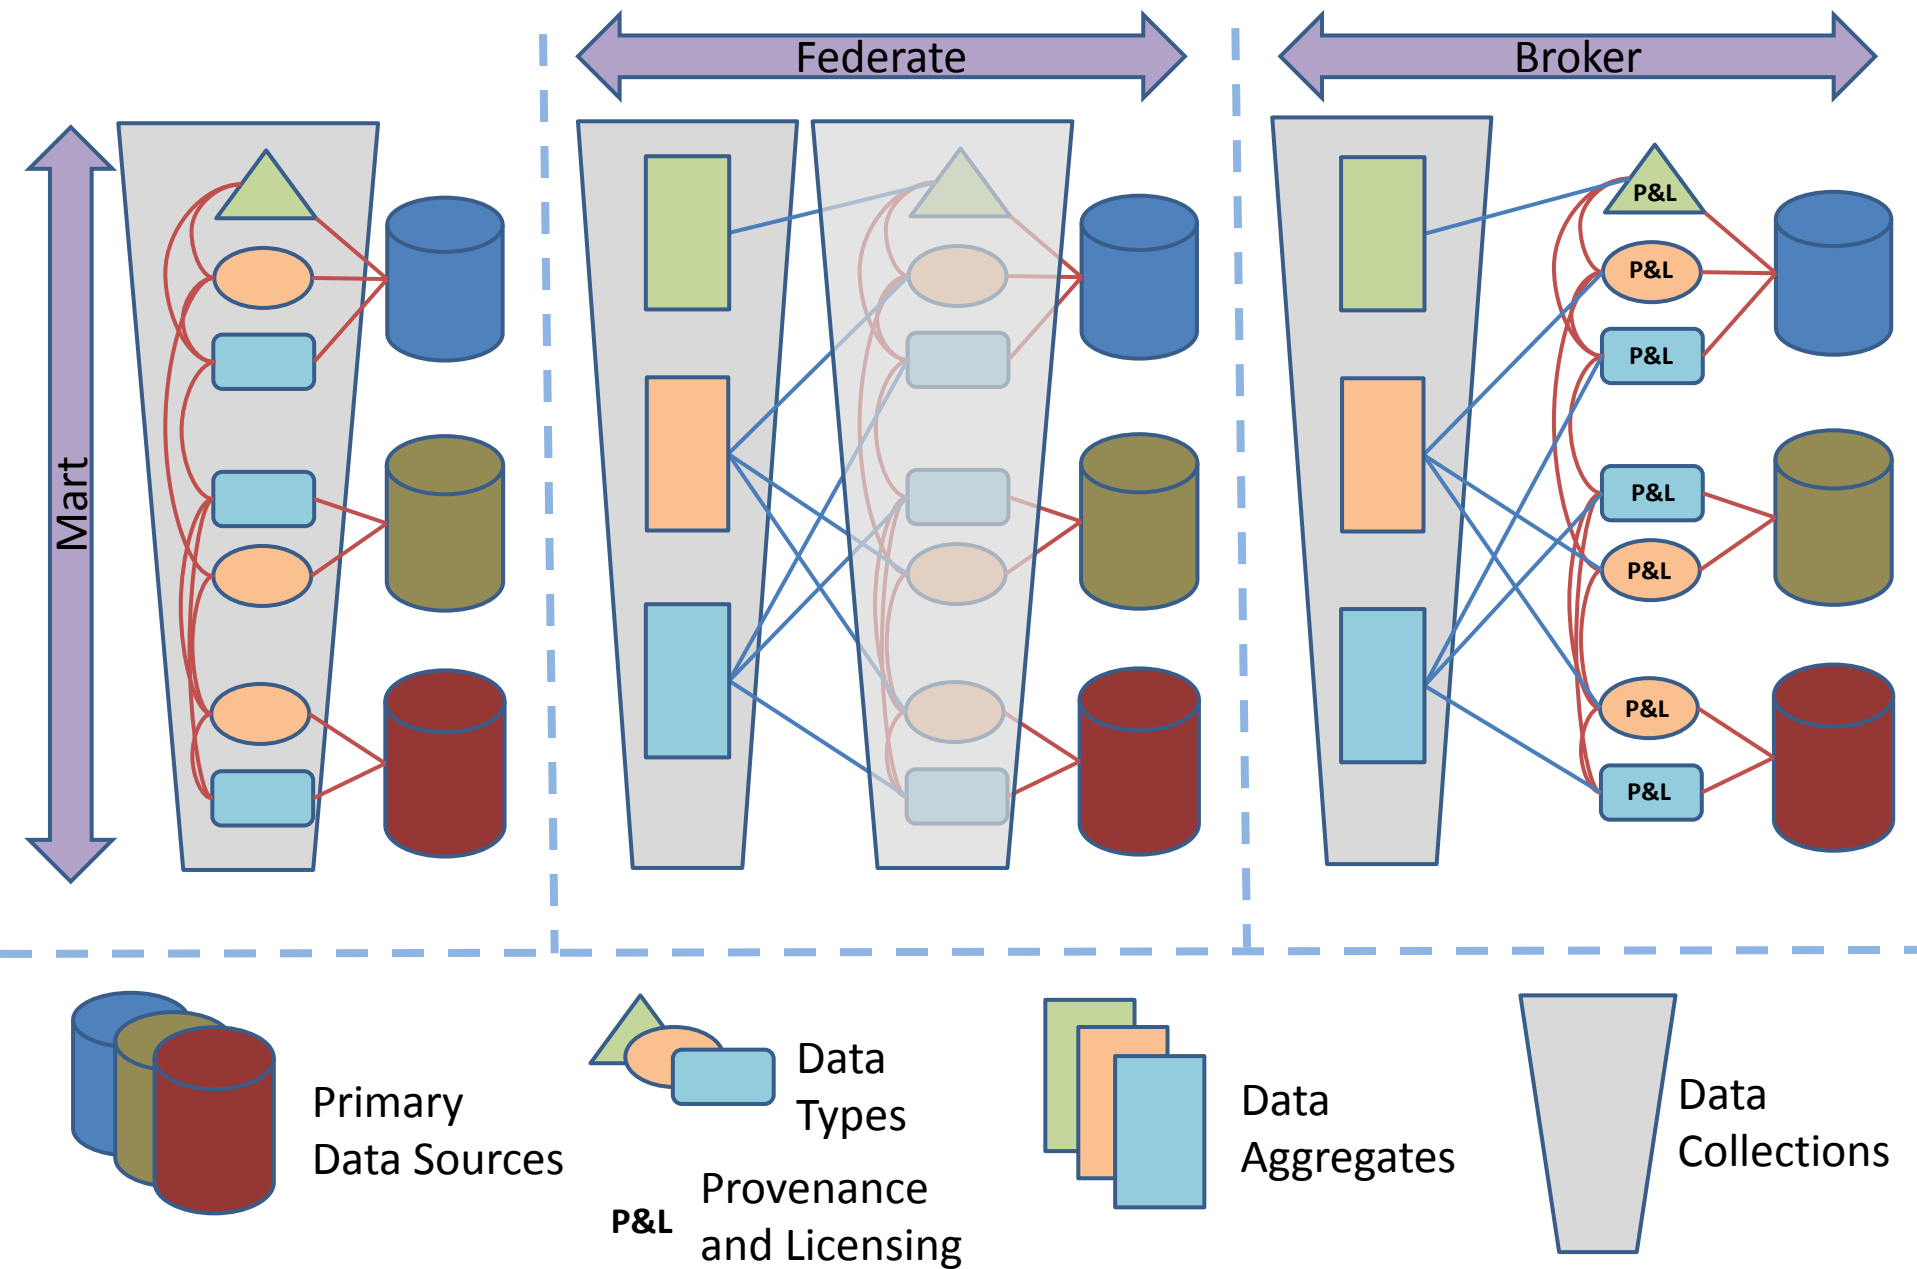 Federate
Broker
Mart
P&L
P&L
P&L
P&L
P&L
P&L
P&L
Primary
Data Sources
Data
Types
P&L
Provenance
and Licensing
Data
Aggregates
Data
Collections